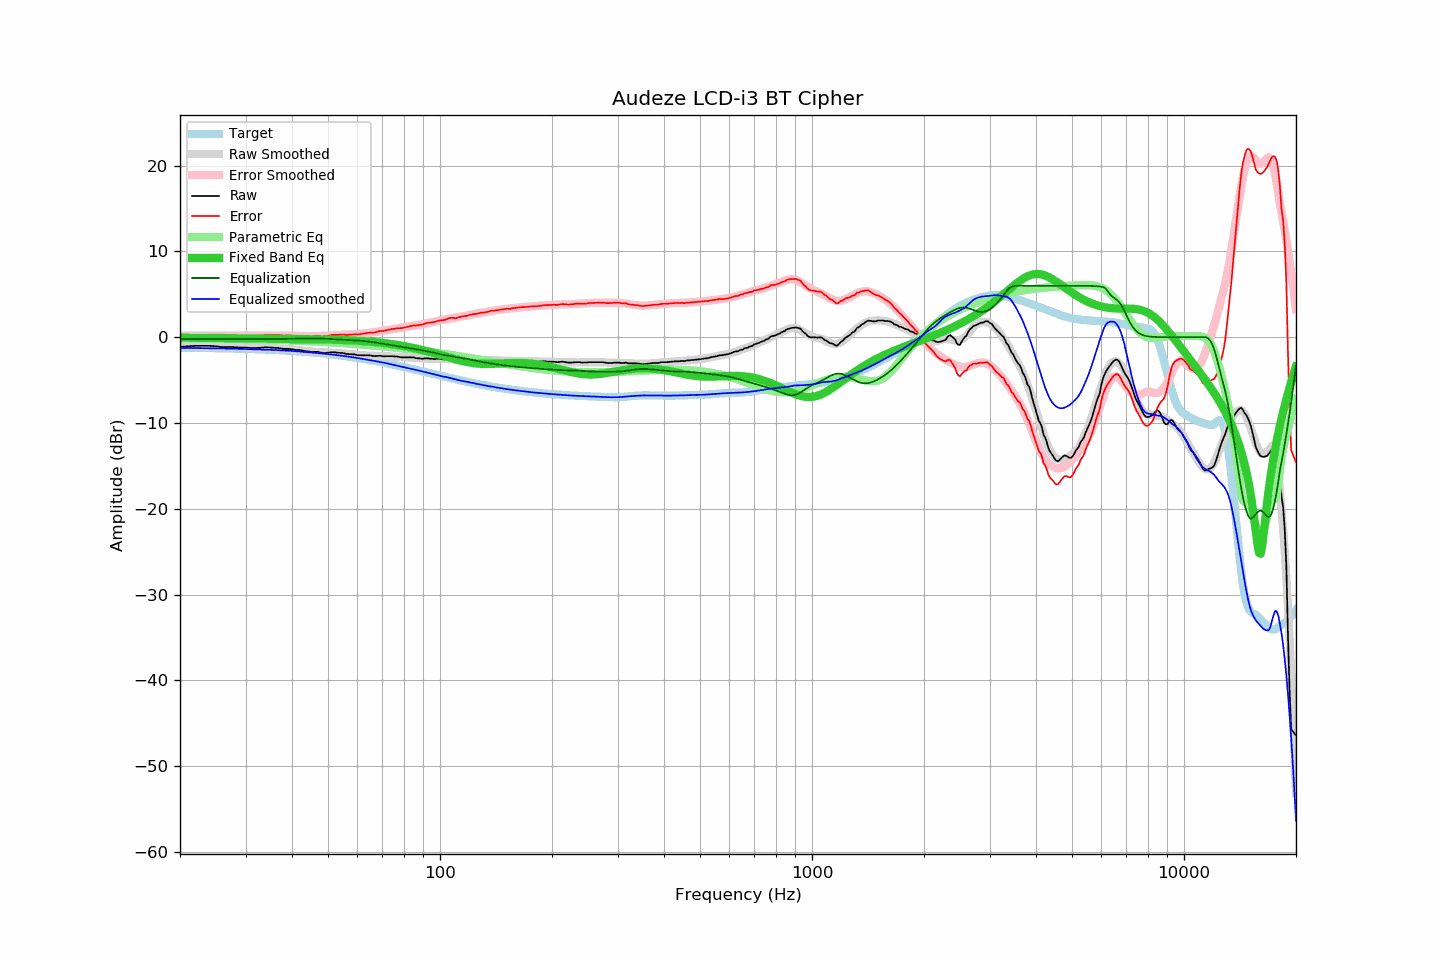 Audeze LCD-i3 BT Cipher
Target
Raw Smoothed
Error Smoothed
Raw
Error
Parametric Eq
Fixed Band Eq
Equalization
Equalized smoothed
20
10
0
−10
−20
−30
−40
−50
−60
Amplitude (dBr)
100
1000
10000
Frequency (Hz)